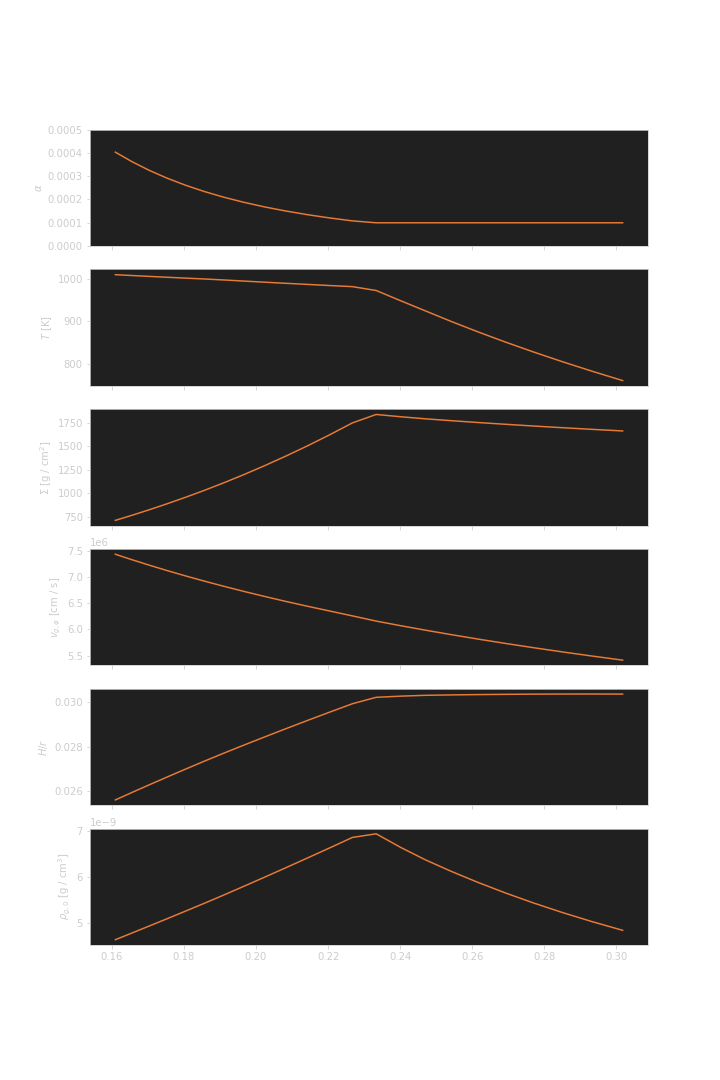 0.0005
0.0004
0.0003
0.0002
0.0001
0.0000
α
1000
900
800
T [K]
1750
1500
1250
1000
750
Σ [g / cm²]
1e6
7.5
7.0
6.5
6.0
5.5
v_{g,φ} [cm / s]
0.030
0.028
0.026
H/r
1e−9
7
6
5
ρ_{g,0} [g / cm³]
0.16 0.18 0.20 0.22 0.24 0.26 0.28 0.30